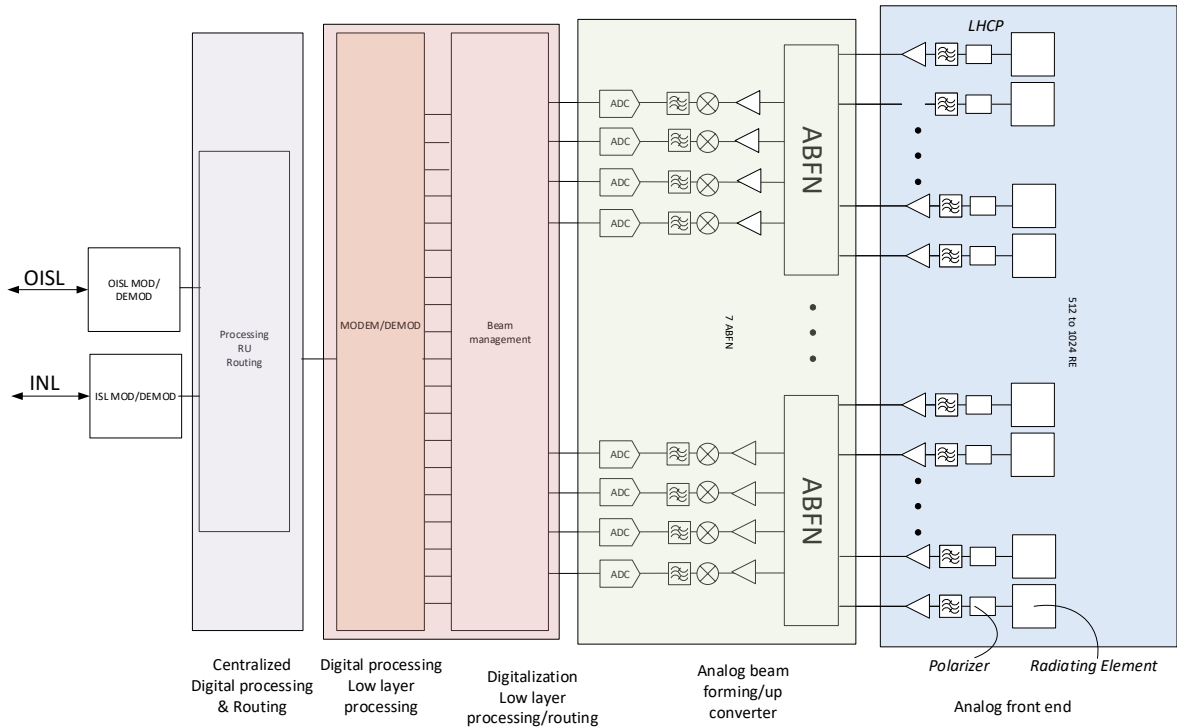 LHCP
ADC
ADC
ADC
ADC
ABFN
OISL
OISL MOD/
DEMOD
INL
ISL MOD/DEMOD
Processing
RU
Routing
MODEM/DEMOD
Beam
management
7 ABFN
512 to 1024 RE
ADC
ADC
ADC
ADC
ABFN
Polarizer
Radiating Element
Centralized
Digital processing
& Routing
Digital processing
Low layer
processing
Digitalization
Low layer
processing/routing
Analog beam
forming/up
converter
Analog front end